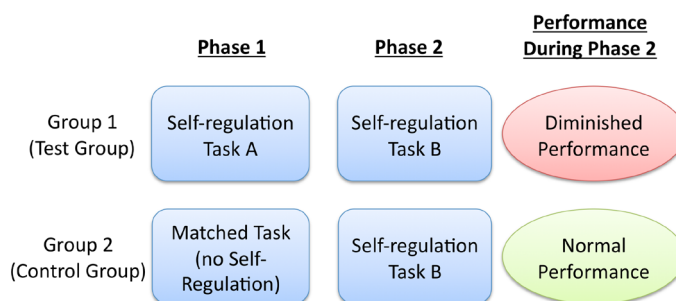 Phase 1
Phase 2
Performance
During Phase 2
Group 1
(Test Group)
Self-regulation
Task A
Self-regulation
Task B
Diminished
Performance
Group 2
(Control Group)
Matched Task
(no Self-
Regulation)
Self-regulation
Task B
Normal
Performance